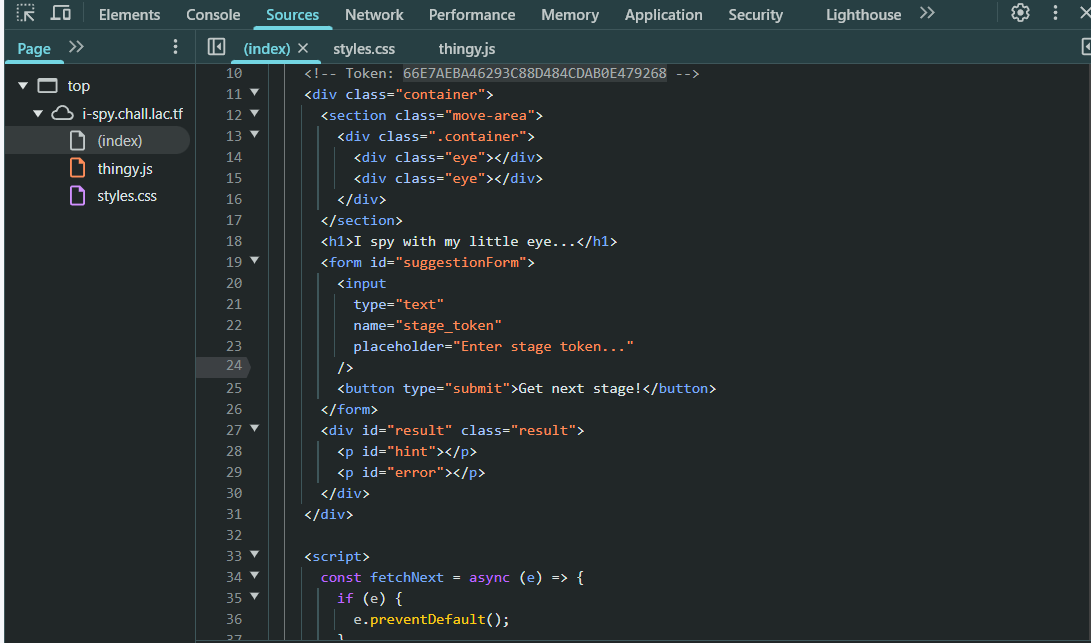 Elements Console Sources Network Performance Memory Application Security Lighthouse
Page (index) styles.css thingy.js
top
i-spy.chall.lac.tf
(index)
thingy.js
styles.css
10 <!-- Token: 66E7AEBA46293C88D484CDAB0E479268 -->
11 <div class="container">
12 <section class="move-area">
13 <div class=".container">
14 <div class="eye"></div>
15 <div class="eye"></div>
16 </div>
17 </section>
18 <h1>I spy with my little eye...</h1>
19 <form id="suggestionForm">
20 <input
21 type="text"
22 name="stage_token"
23 placeholder="Enter stage token..."
24 />
25 <button type="submit">Get next stage!</button>
26 </form>
27 <div id="result" class="result">
28 <p id="hint"></p>
29 <p id="error"></p>
30 </div>
31 </div>
32
33 <script>
34 const fetchNext = async (e) => {
35 if (e) {
36 e.preventDefault();
37 }